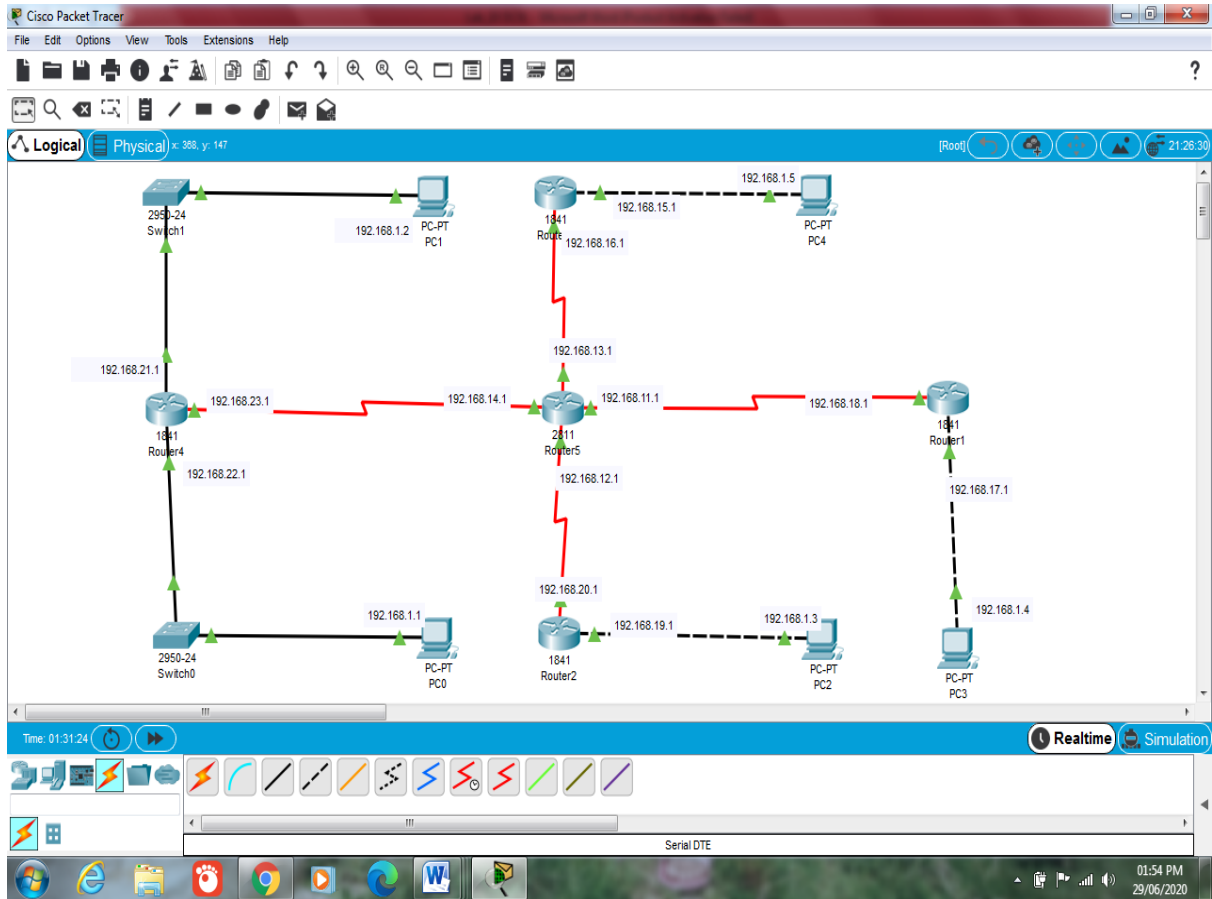 Cisco Packet Tracer
File Edit Options View Tools Extensions Help
?
Logical Physical x: 368, y: 147 [Root] 21:26:30
2950-24
Switch1
192.168.1.2
PC-PT
PC1
1841
Route
192.168.15.1
192.168.16.1
192.168.1.5
PC-PT
PC4
192.168.13.1
192.168.21.1
192.168.23.1
1841
Router4
192.168.22.1
192.168.14.1
192.168.11.1
2811
Router5
192.168.12.1
192.168.18.1
1841
Router1
192.168.17.1
192.168.1.4
PC-PT
PC3
192.168.20.1
192.168.19.1
1841
Router2
192.168.1.3
PC-PT
PC2
192.168.1.1
PC-PT
PC0
2950-24
Switch0
Time: 01:31:24 Realtime Simulation
Serial DTE
01:54 PM
29/06/2020